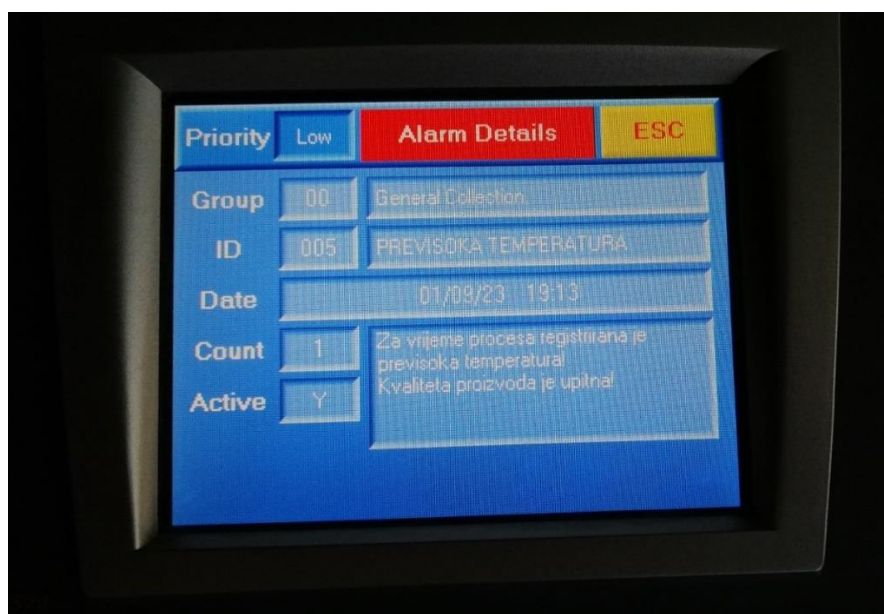 Priority Low Alarm Details ESC
Group 00 General Collection
ID 005 PREVISOKA TEMPERATURA
Date 01/09/23 19:13
Count 1
Za vrijeme procesa registrirana je
previsoka temperatura!
Kvaliteta proizvoda je upitna!
Active Y